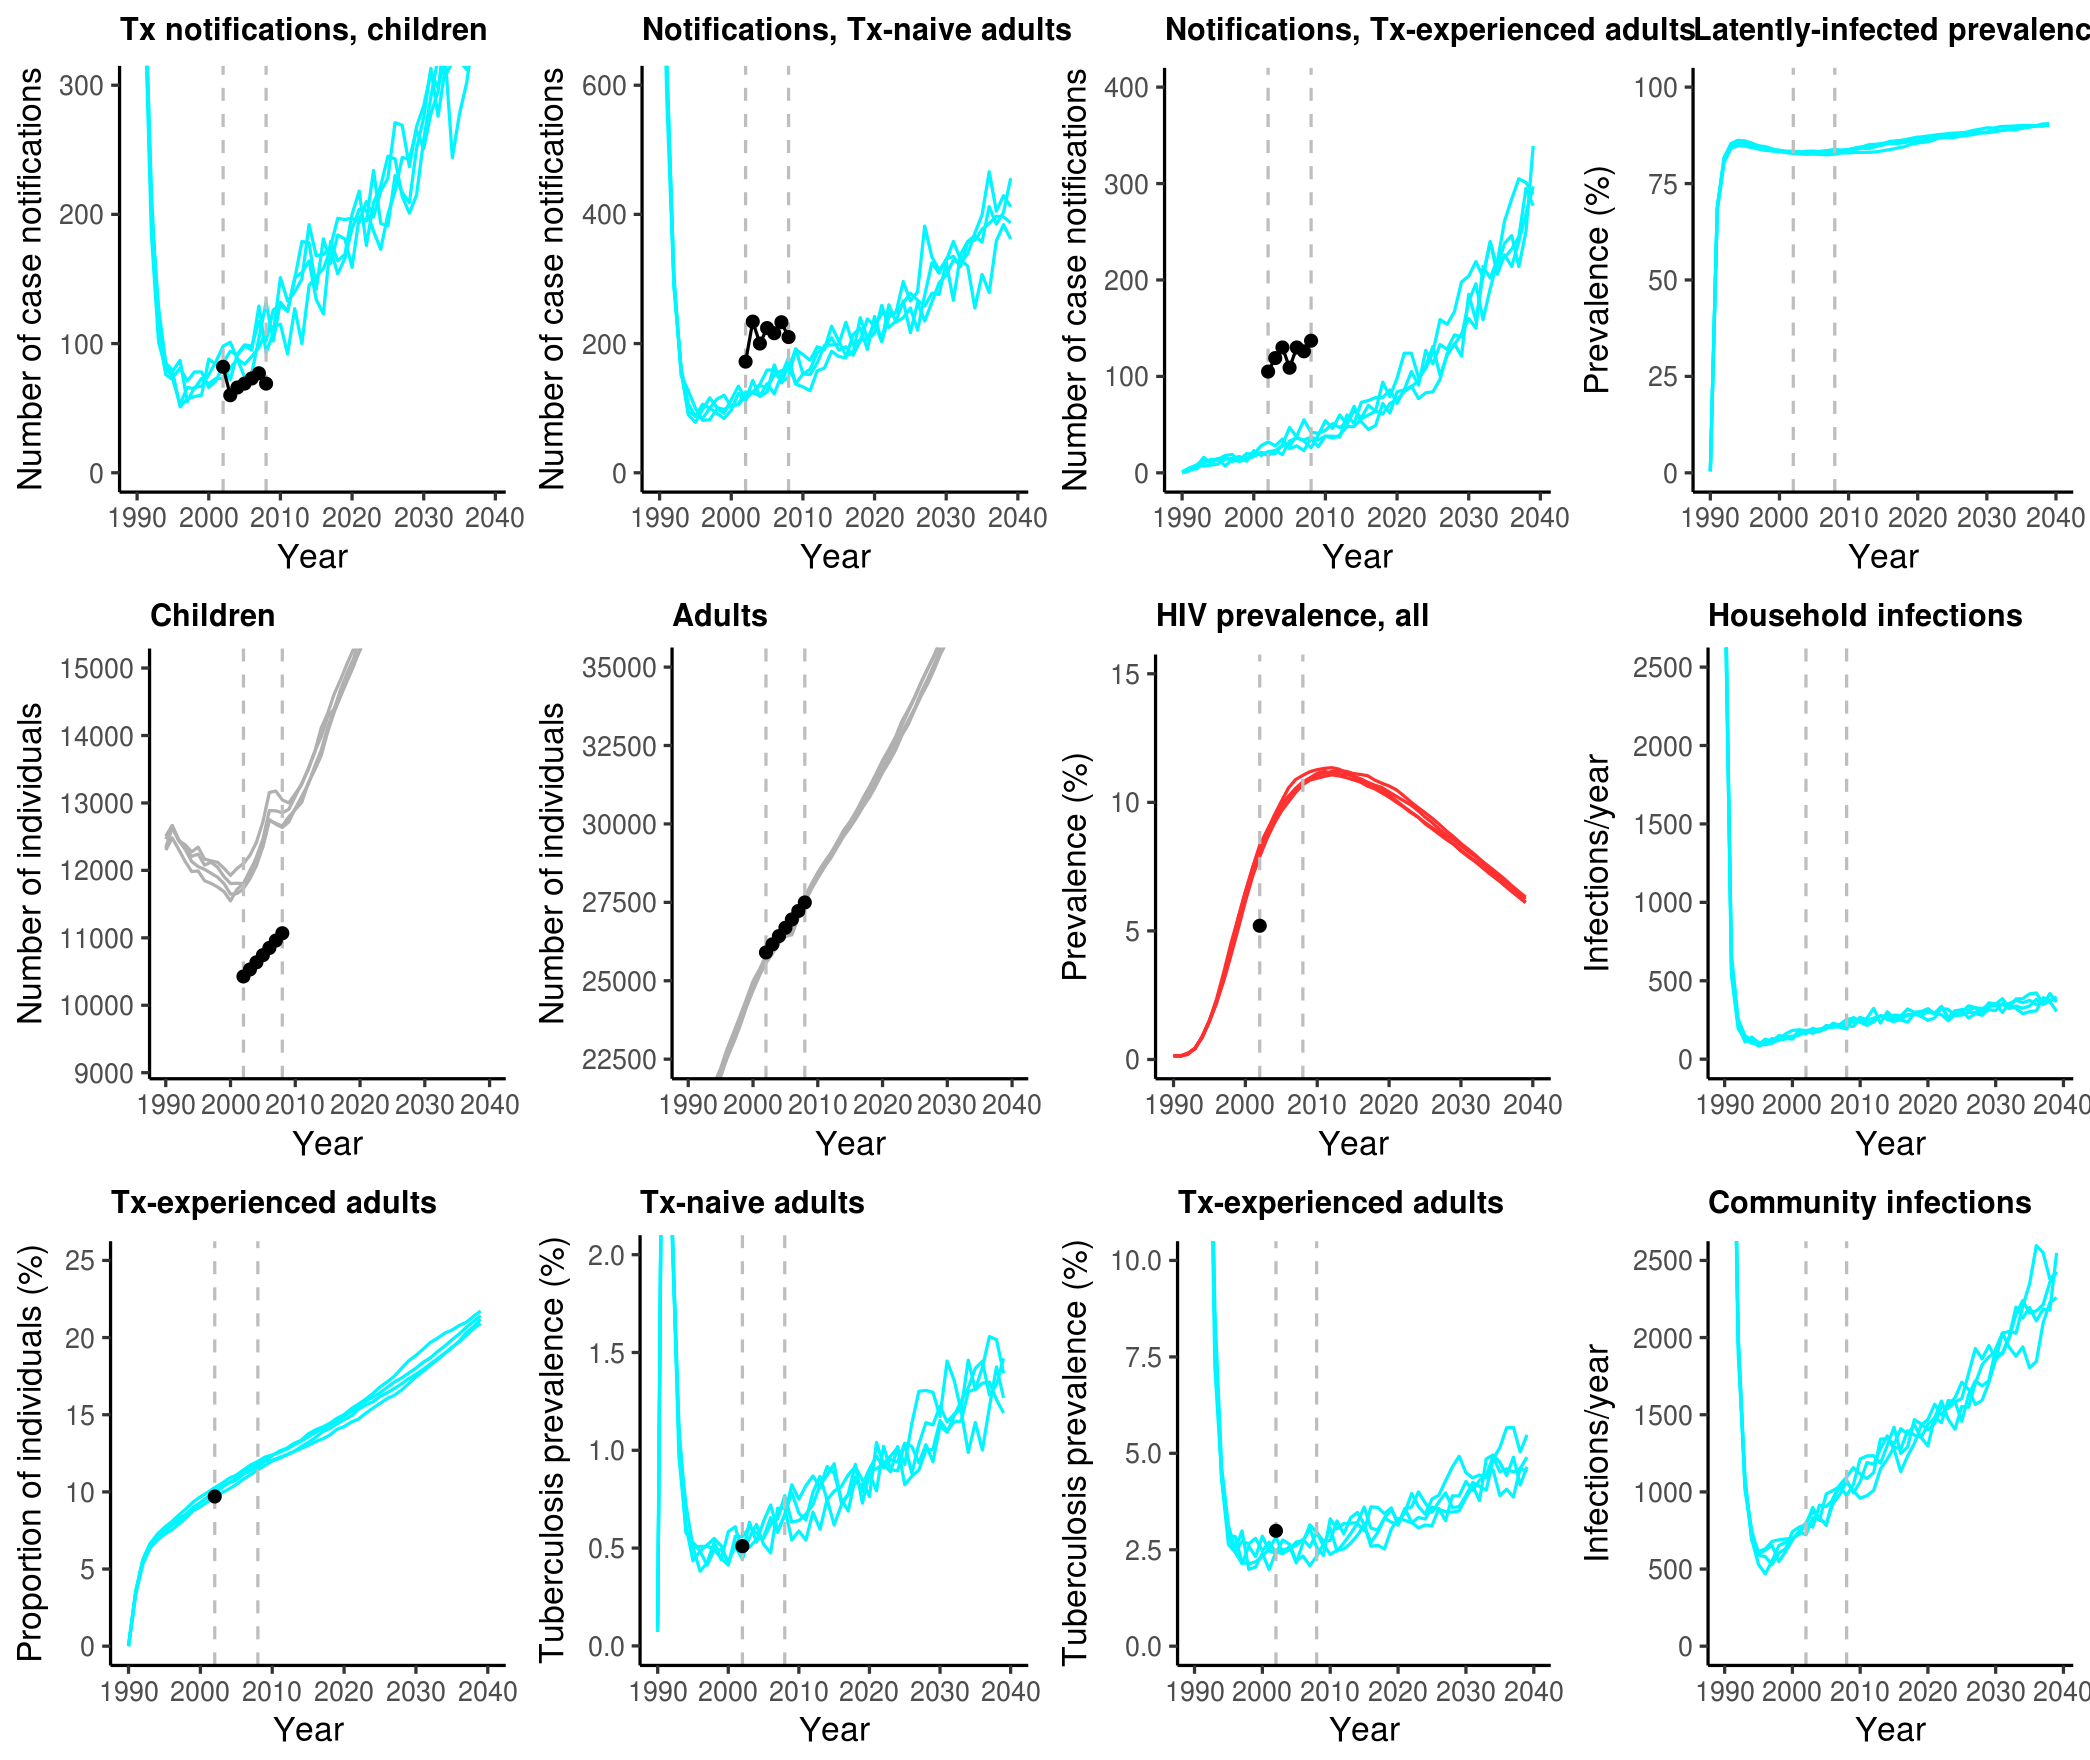 Tx notifications, children
Number of case notifications
300
200
100
0
1990 2000 2010 2020 2030 2040
Year
Notifications, Tx-naive adults
Number of case notifications
600
400
200
0
1990 2000 2010 2020 2030 2040
Year
Notifications, Tx-experienced adults
Number of case notifications
400
300
200
100
0
1990 2000 2010 2020 2030 2040
Year
Latently-infected prevalenc
Prevalence (%)
100
75
50
25
0
1990 2000 2010 2020 2030 2040
Year
Children
Number of individuals
15000
14000
13000
12000
11000
10000
9000
1990 2000 2010 2020 2030 2040
Year
Adults
Number of individuals
35000
32500
30000
27500
25000
22500
1990 2000 2010 2020 2030 2040
Year
HIV prevalence, all
Prevalence (%)
15
10
5
0
1990 2000 2010 2020 2030 2040
Year
Household infections
Infections/year
2500
2000
1500
1000
500
0
1990 2000 2010 2020 2030 2040
Year
Tx-experienced adults
Proportion of individuals (%)
25
20
15
10
5
0
1990 2000 2010 2020 2030 2040
Year
Tx-naive adults
Tuberculosis prevalence (%)
2.0
1.5
1.0
0.5
0.0
1990 2000 2010 2020 2030 2040
Year
Tx-experienced adults
Tuberculosis prevalence (%)
10.0
7.5
5.0
2.5
0.0
1990 2000 2010 2020 2030 2040
Year
Community infections
Infections/year
2500
2000
1500
1000
500
0
1990 2000 2010 2020 2030 2040
Year